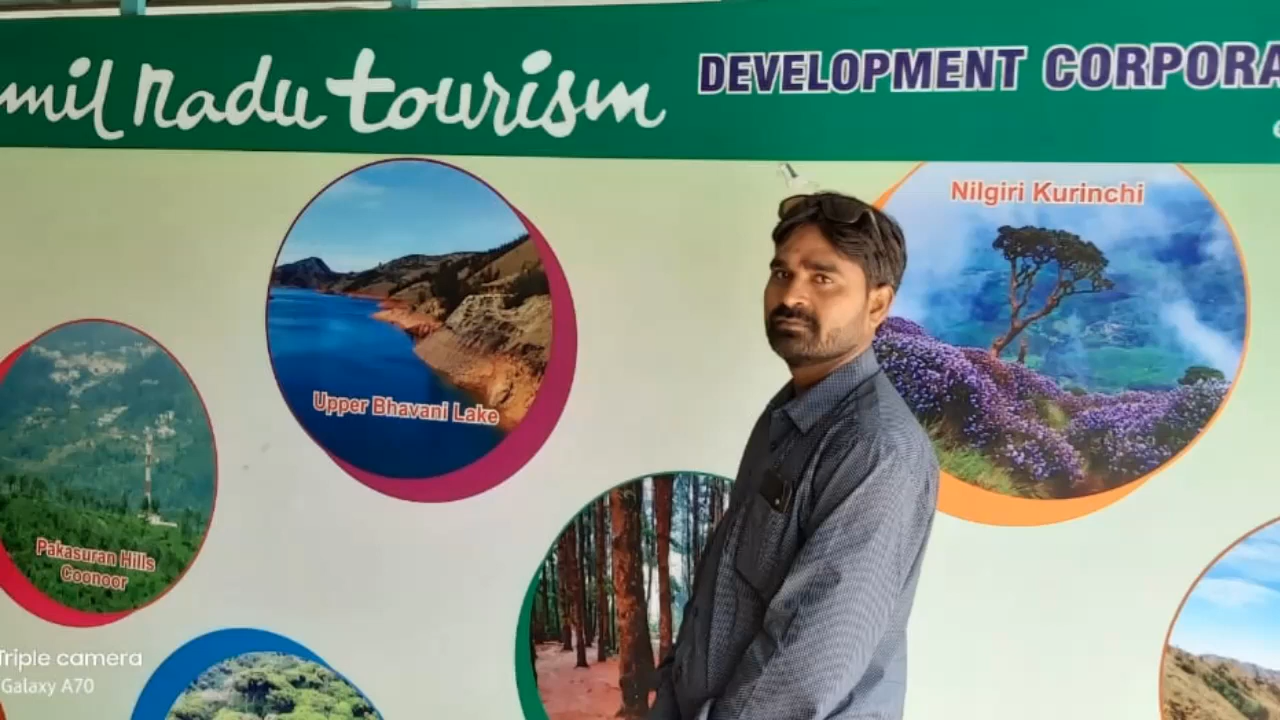 mil nadu tourism
DEVELOPMENT CORPORA
Nilgiri Kurinchi
Upper Bhavani Lake
Pakasuran Hills
Coonoor
Triple camera
Galaxy A70